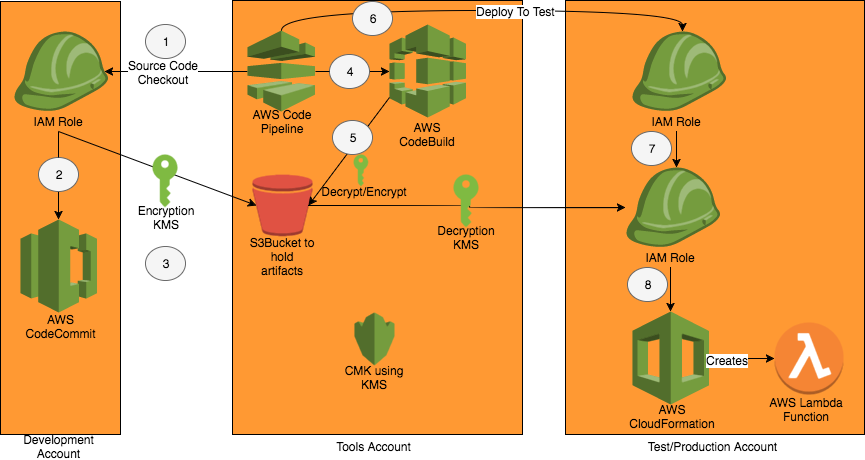 6
Deploy To Test
1
Source Code
Checkout
4
IAM Role
AWS Code
Pipeline
AWS
CodeBuild
IAM Role
5
7
2
Decrypt/Encrypt
Encryption
KMS
S3Bucket to
hold
artifacts
Decryption
KMS
3
IAM Role
8
AWS
CodeCommit
CMK using
KMS
Creates
AWS
CloudFormation
AWS Lambda
Function
Development
Account
Tools Account
Test/Production Account